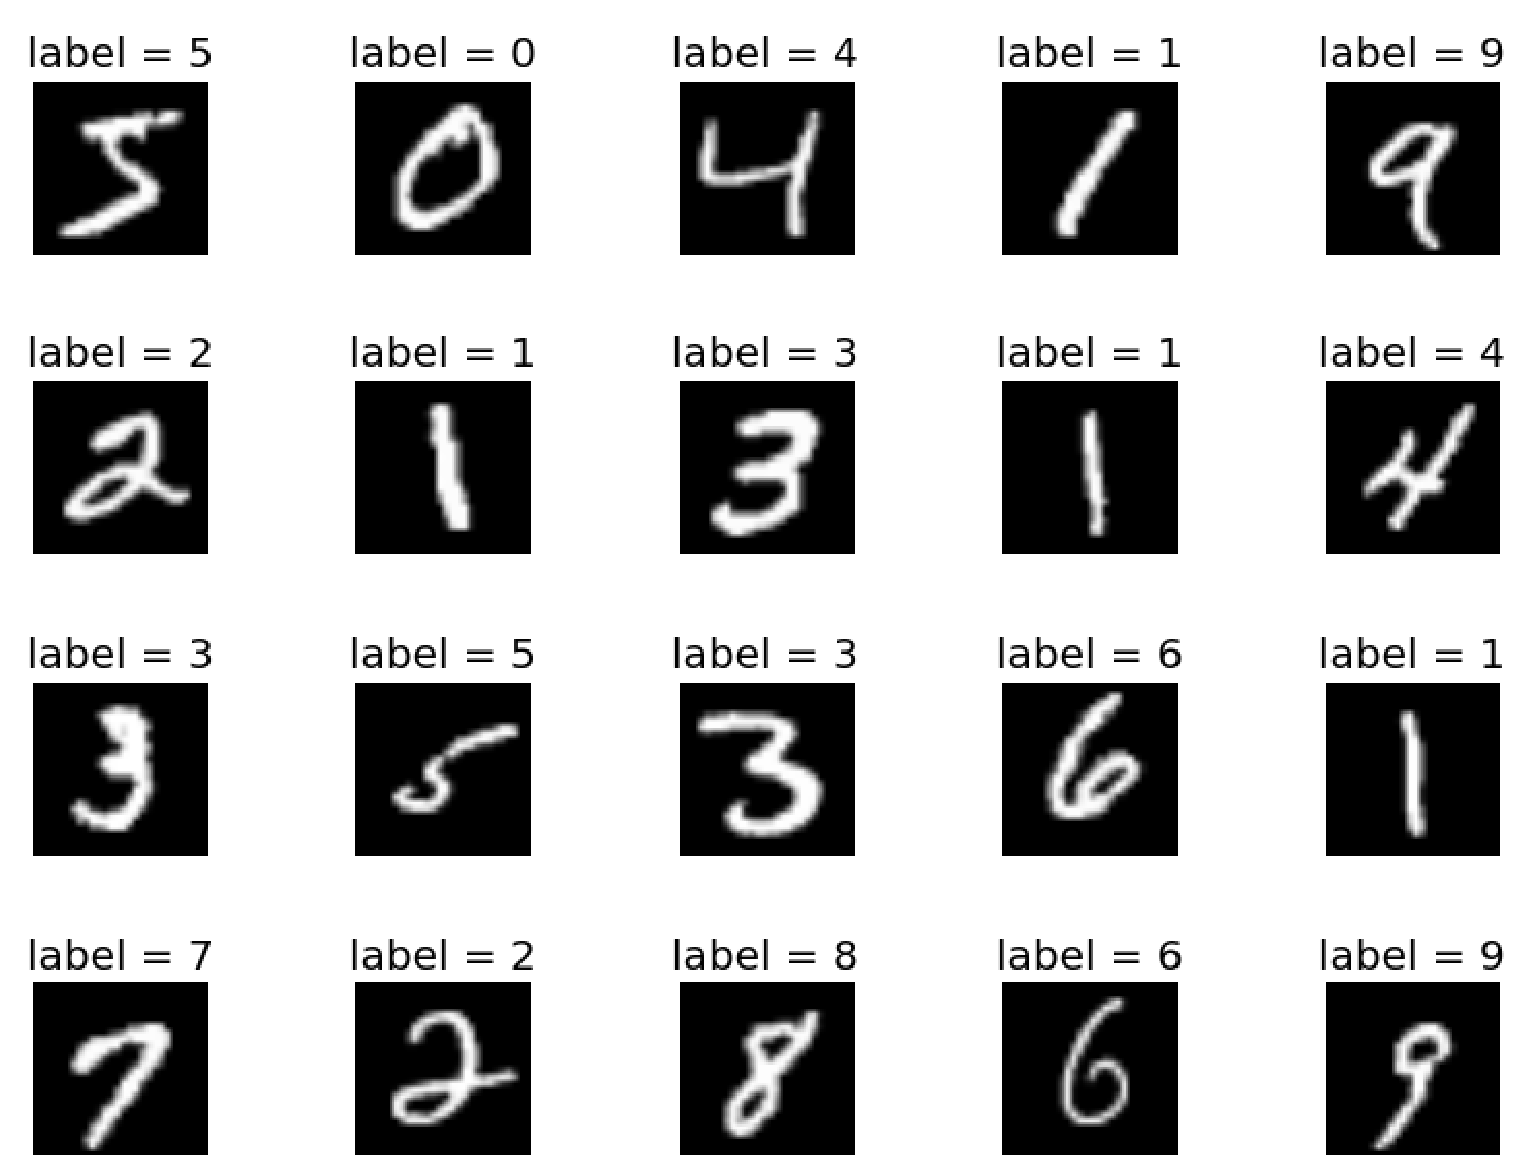 label = 5 label = 0 label = 4 label = 1 label = 9
5 0 4 1 9
label = 2 label = 1 label = 3 label = 1 label = 4
2 1 3 1 4
label = 3 label = 5 label = 3 label = 6 label = 1
3 5 3 6 1
label = 7 label = 2 label = 8 label = 6 label = 9
7 2 8 6 9